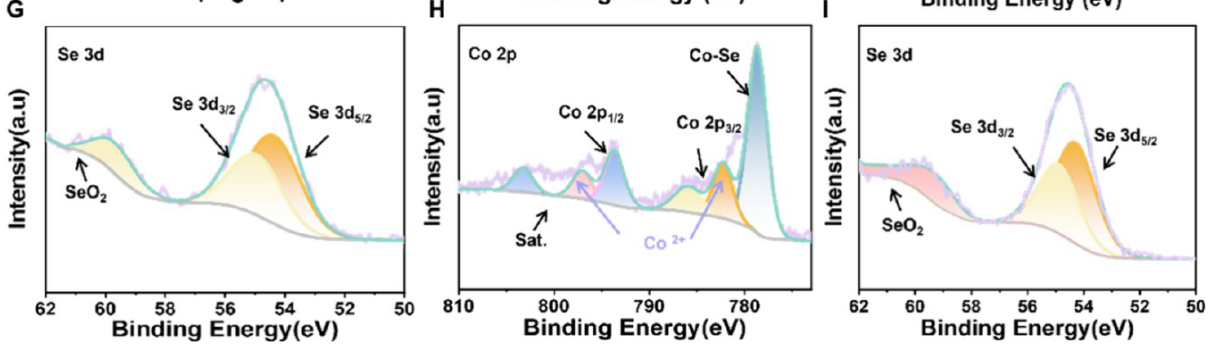 G
Se 3d
Se 3d3/2
Se 3d5/2
SeO2
Intensity(a.u)
62 60 58 56 54 52 50
Binding Energy(eV)
H
Co 2p
Co-Se
Co 2p1/2
Co 2p3/2
Sat.
Co 2+
Intensity(a.u)
810 800 790 780
Binding Energy(eV)
Binding Energy (eV)
I
Se 3d
Se 3d3/2
Se 3d5/2
SeO2
Intensity(a.u)
62 60 58 56 54 52 50
Binding Energy(eV)